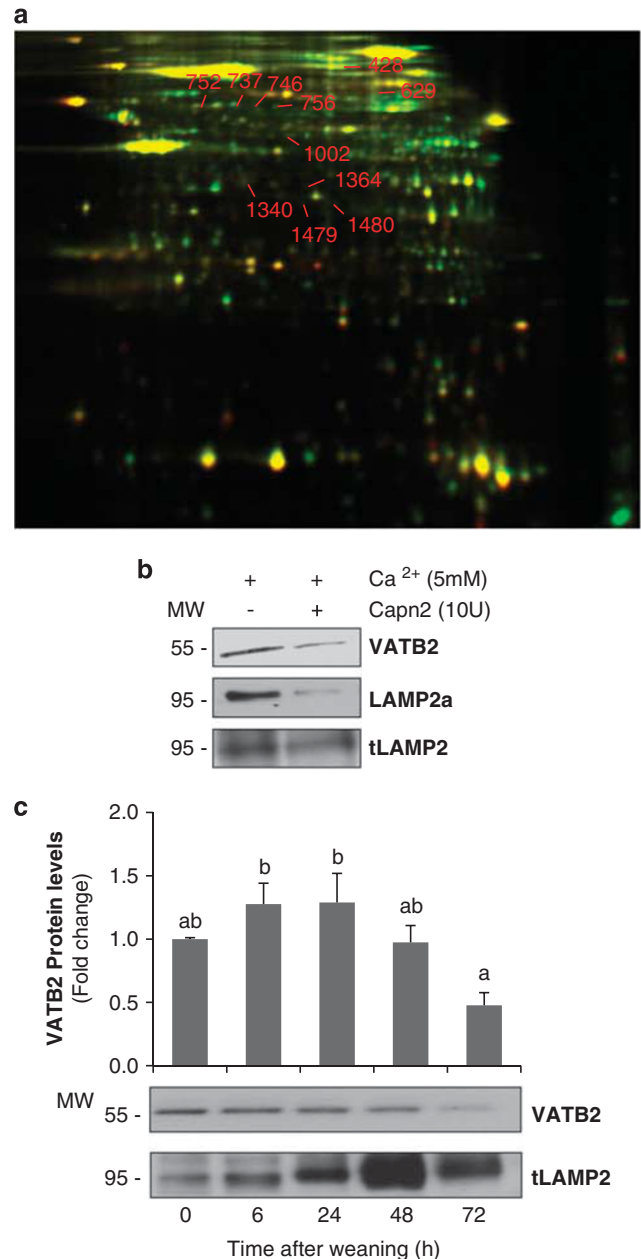 a
428
752 737 746
629
756
1002
1364
1340
1480
1479
b
+ + Ca 2+ (5mM)
MW - + Capn2 (10U)
55 - VATB2
95 - LAMP2a
95 - tLAMP2
c
VATB2 Protein levels
(Fold change)
2.0
1.5
1.0
0.5
0.0
ab
b
b
ab
a
MW
55 - VATB2
95 - tLAMP2
0 6 24 48 72
Time after weaning (h)